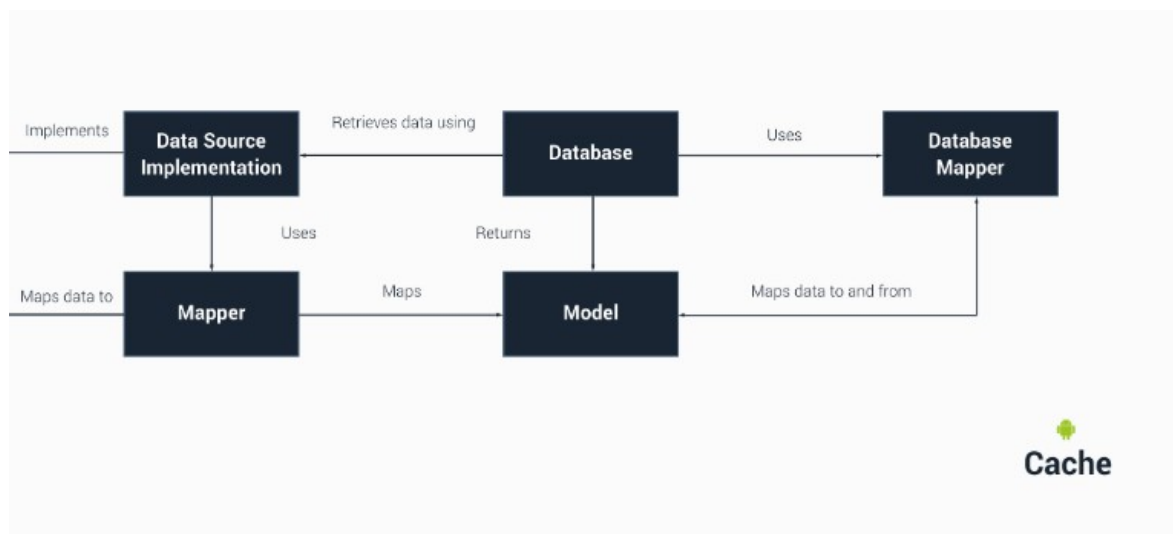 Implements
Data Source
Implementation
Retrieves data using
Database
Uses
Database
Mapper
Uses
Returns
Maps data to
Mapper
Maps
Model
Maps data to and from
Cache